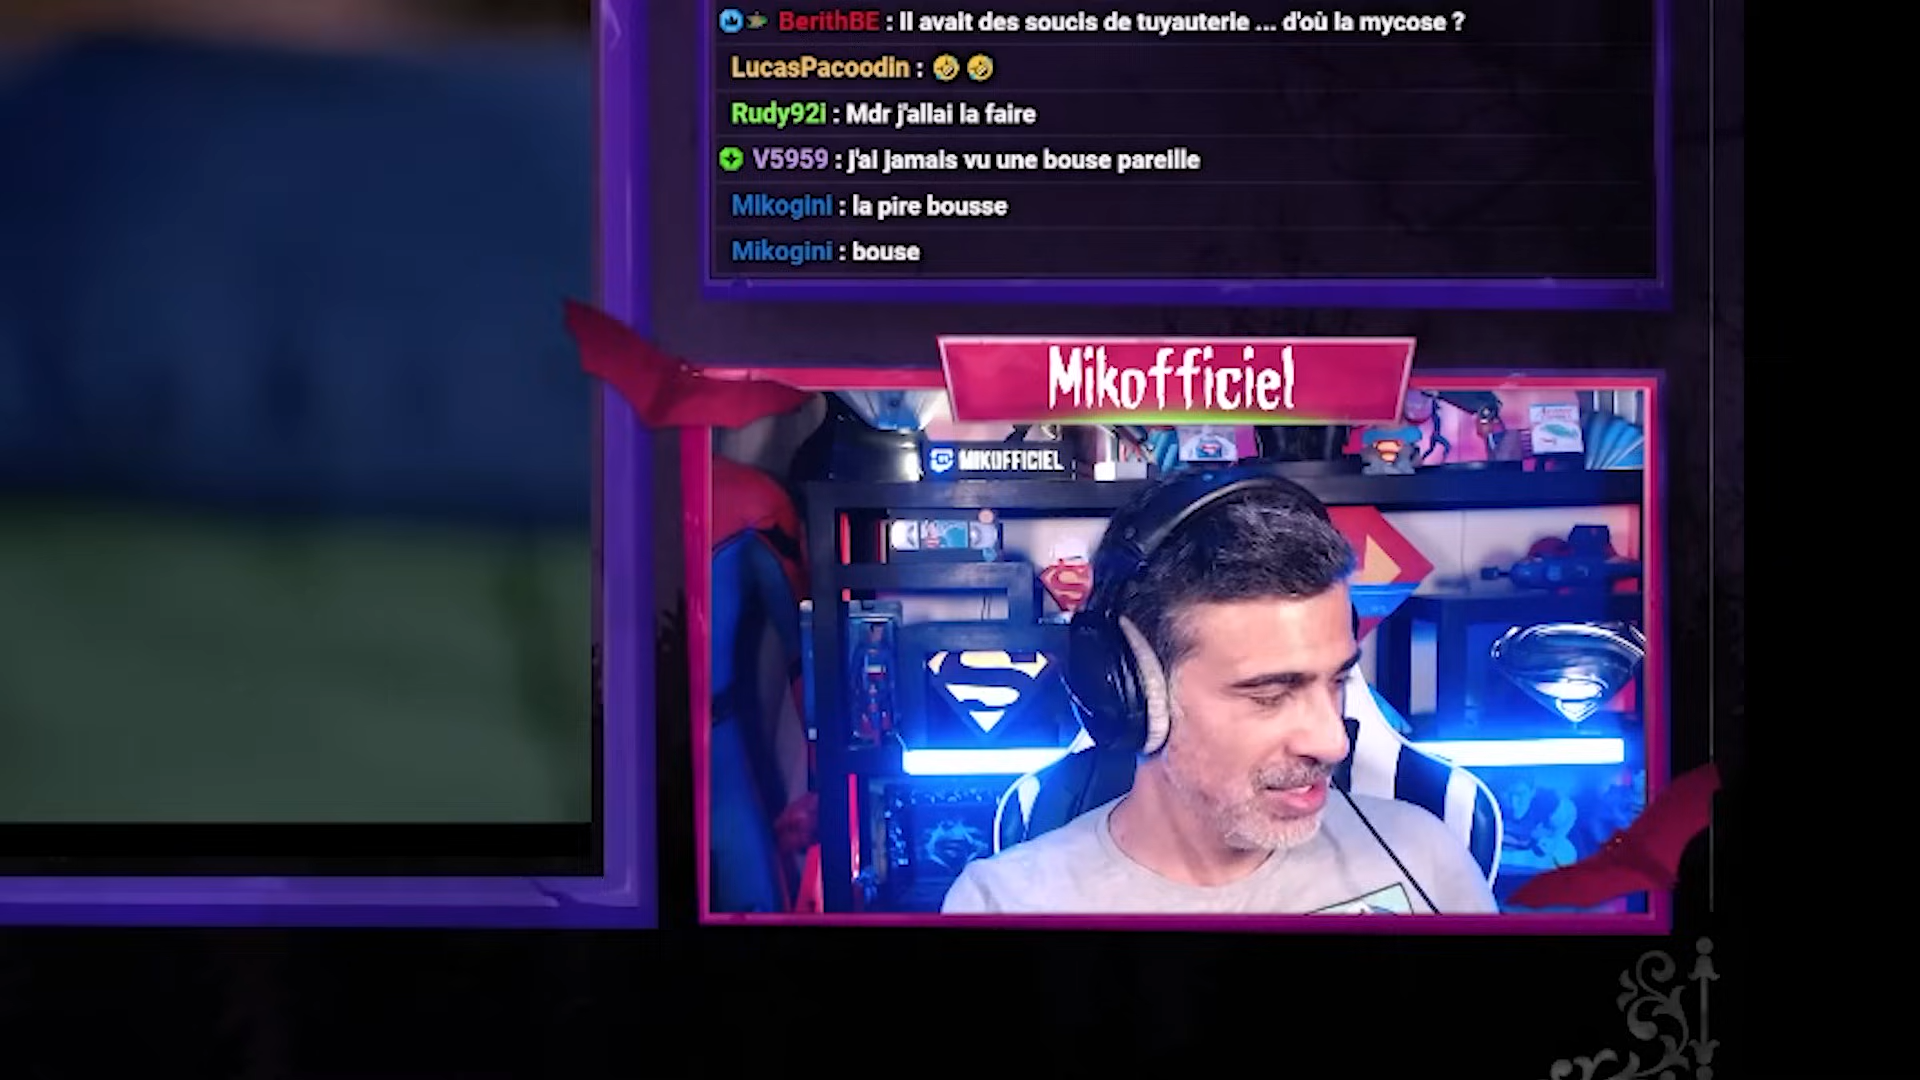 BerithBE : Il avait des soucis de tuyauterie ... d'où la mycose ?
LucasPacoodin : 🤣 🤣
Rudy92i : Mdr j'allai la faire
V5959 : j'ai jamais vu une bouse pareille
Mikogini : la pire bousse
Mikogini : bouse
Mikofficiel
MIKOFFICIEL